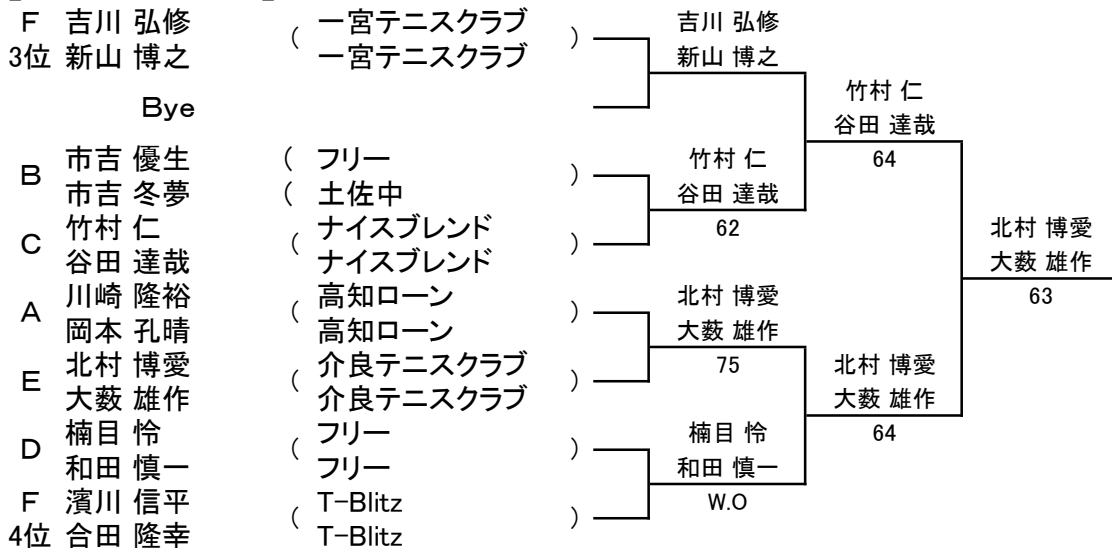 F 吉川 弘修 ( 一宮テニスクラブ )
3位 新山 博之 一宮テニスクラブ
Bye
B 市吉 優生 ( フリー )
市吉 冬夢 ( 土佐中
C 竹村 仁 ( ナイスブレンド )
谷田 達哉 ナイスブレンド
A 川崎 隆裕 ( 高知ローン )
岡本 孔晴 高知ローン
E 北村 博愛 ( 介良テニスクラブ )
大薮 雄作 介良テニスクラブ
D 楠目 怜 ( フリー )
和田 慎一 フリー
F 濱川 信平 ( T-Blitz )
4位 合田 隆幸 T-Blitz
吉川 弘修
新山 博之
竹村 仁
谷田 達哉
62
北村 博愛
大薮 雄作
75
楠目 怜
和田 慎一
W.O
竹村 仁
谷田 達哉
64
北村 博愛
大薮 雄作
64
北村 博愛
大薮 雄作
63